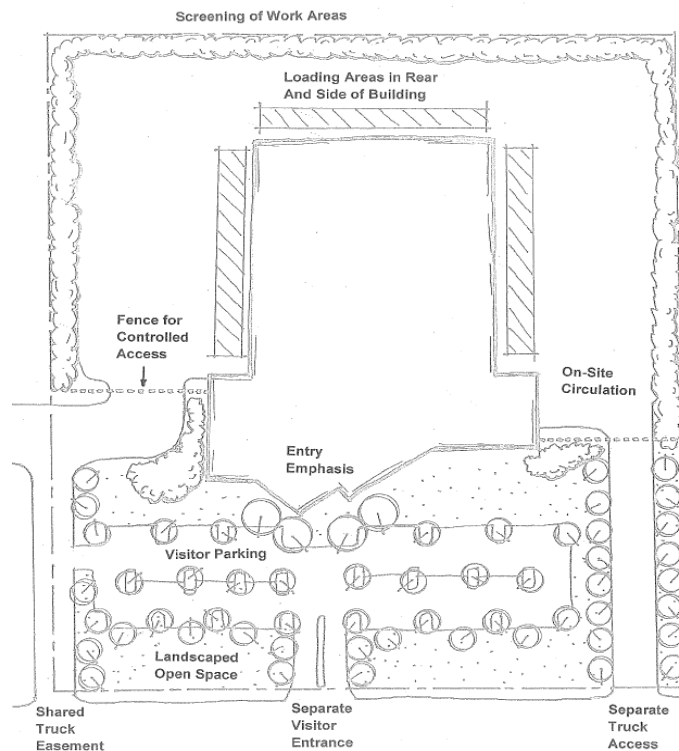 Screening of Work Areas
Loading Areas in Rear
And Side of Building
Fence for
Controlled
Access
On-Site
Circulation
Entry
Emphasis
Visitor Parking
Landscaped
Open Space
Shared
Truck
Easement
Separate
Visitor
Entrance
Separate
Truck
Access